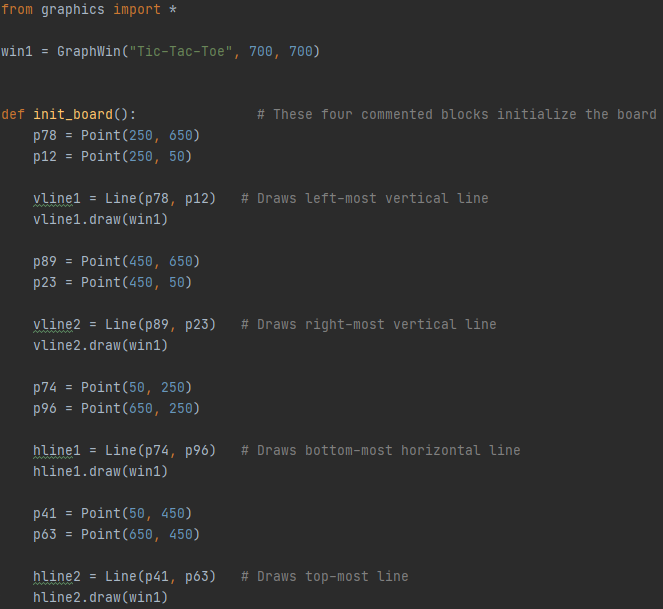 from graphics import *
win1 = GraphWin("Tic-Tac-Toe", 700, 700)
def init_board():               # These four commented blocks initialize the board
    p78 = Point(250, 650)
    p12 = Point(250, 50)
    vline1 = Line(p78, p12)   # Draws left-most vertical line
    vline1.draw(win1)
    p89 = Point(450, 650)
    p23 = Point(450, 50)
    vline2 = Line(p89, p23)   # Draws right-most vertical line
    vline2.draw(win1)
    p74 = Point(50, 250)
    p96 = Point(650, 250)
    hline1 = Line(p74, p96)   # Draws bottom-most horizontal line
    hline1.draw(win1)
    p41 = Point(50, 450)
    p63 = Point(650, 450)
    hline2 = Line(p41, p63)   # Draws top-most line
    hline2.draw(win1)